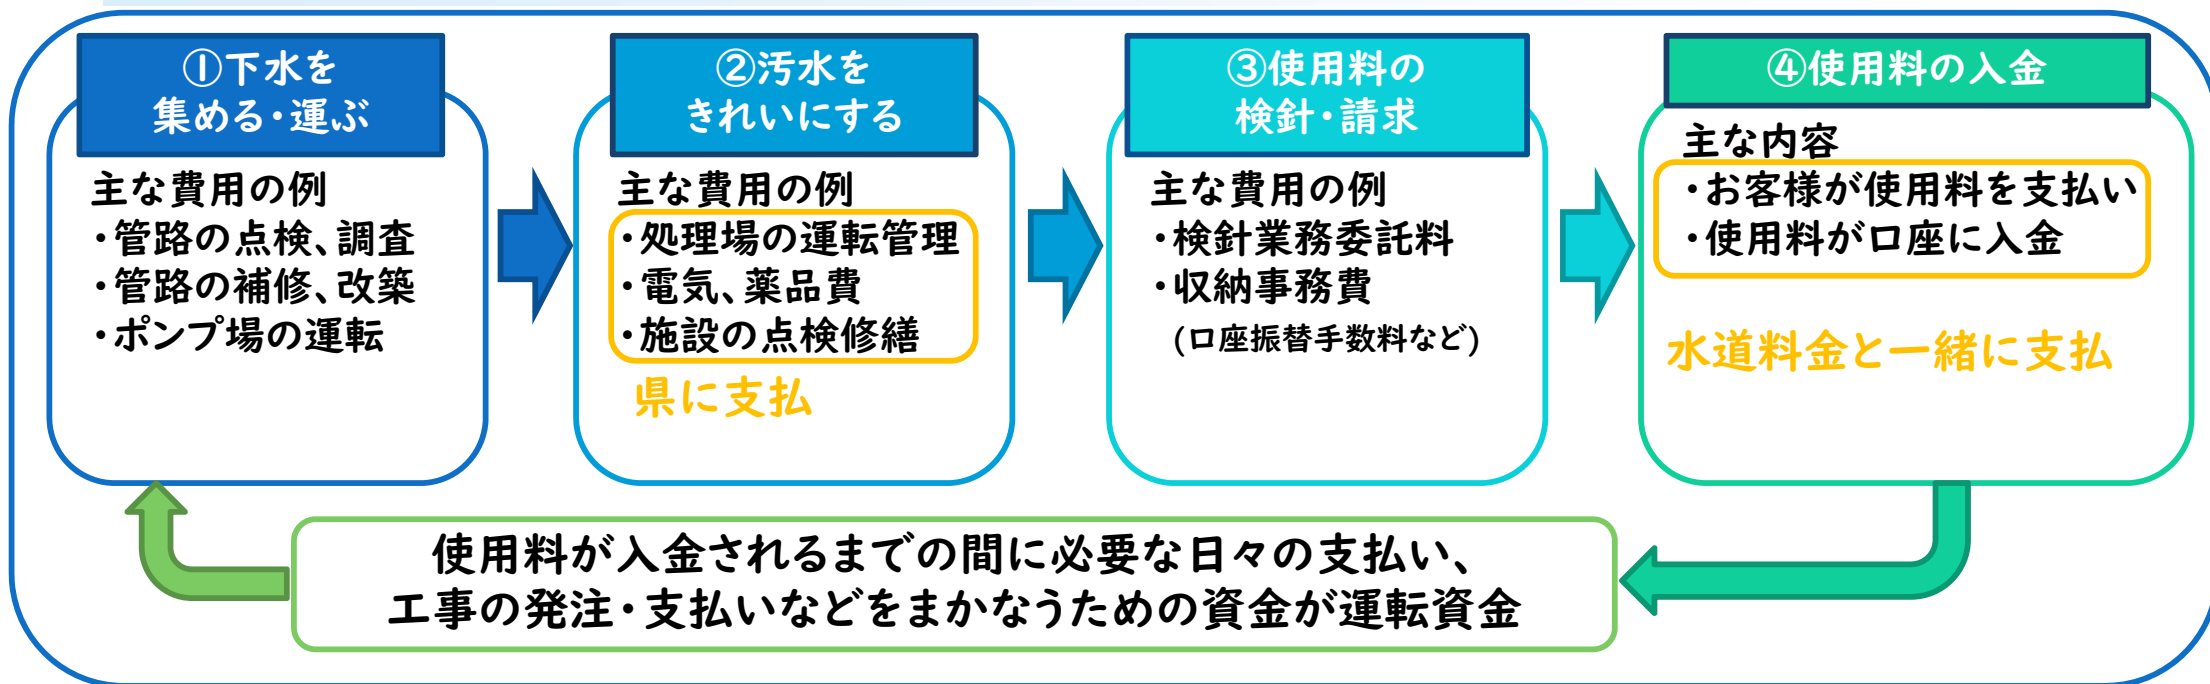 ①下水を
集める・運ぶ
主な費用の例
・管路の点検、調査
・管路の補修、改築
・ポンプ場の運転
②汚水を
きれいにする
主な費用の例
・処理場の運転管理
・電気、薬品費
・施設の点検修繕
県に支払
③使用料の
検針・請求
主な費用の例
・検針業務委託料
・収納事務費
(口座振替手数料など)
④使用料の入金
主な内容
・お客様が使用料を支払い
・使用料が口座に入金
水道料金と一緒に支払
使用料が入金されるまでの間に必要な日々の支払い、
工事の発注・支払いなどをまかなうための資金が運転資金